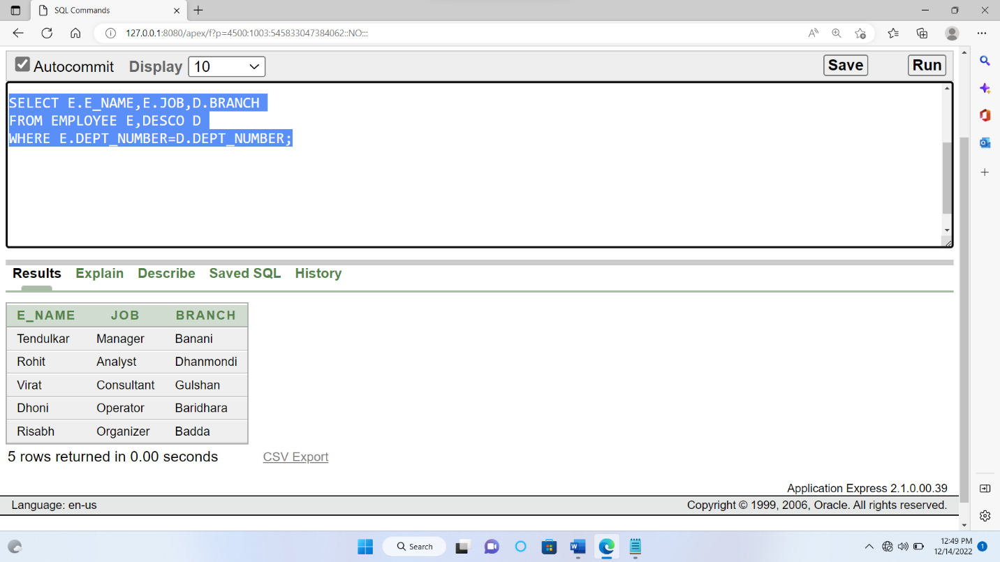 SQL Commands
127.0.0.1:8080/apex/f?p=4500:1003:545833047384062::NO:::
Autocommit Display 10 Save Run
SELECT E.E_NAME,E.JOB,D.BRANCH
FROM EMPLOYEE E,DESCO D
WHERE E.DEPT_NUMBER=D.DEPT_NUMBER;
Results Explain Describe Saved SQL History
E_NAME JOB BRANCH
Tendulkar Manager Banani
Rohit Analyst Dhanmondi
Virat Consultant Gulshan
Dhoni Operator Baridhara
Risabh Organizer Badda
5 rows returned in 0.00 seconds CSV Export
Application Express 2.1.0.00.39
Language: en-us Copyright © 1999, 2006, Oracle. All rights reserved.
Search
12:49 PM
12/14/2022 1